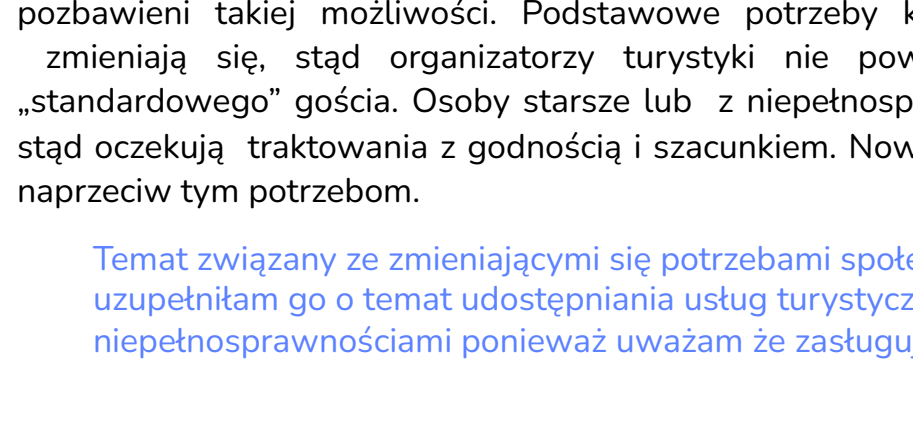 pozbawieni takiej możliwości. Podstawowe potrzeby
zmieniają się, stąd organizatorzy turystyki nie
„standardowego” gościa. Osoby starsze lub z
stąd oczekują traktowania z godnością i szacunkiem.
naprzeciw tym potrzebom.
Temat związany ze zmieniającymi się potrzebami
uzupełniłam go o temat udostępniania usług
niepełnosprawnościami ponieważ uważam że